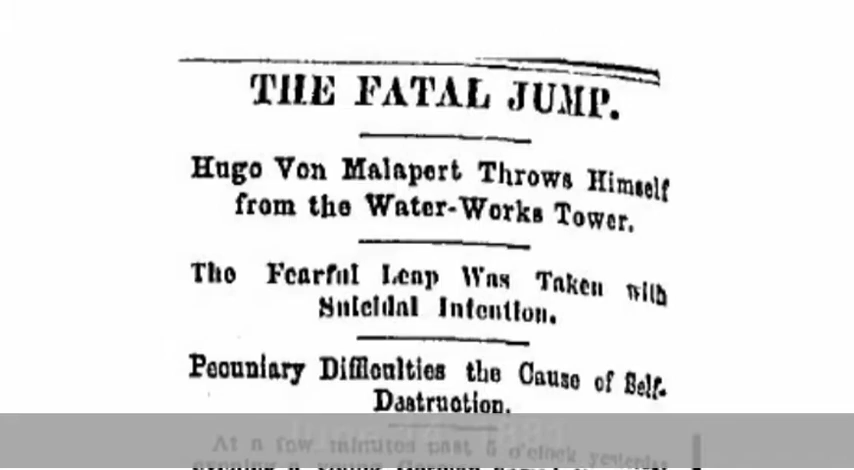 THE FATAL JUMP.
Hugo Von Malapert Throws Himself
from the Water-Works Tower.
The Fearful Leap Was Taken with
Suicidal Intention.
Pecuniary Difficulties the Cause of Self-
Dastruction.
At a few minutes past 5 o'clock yesterday